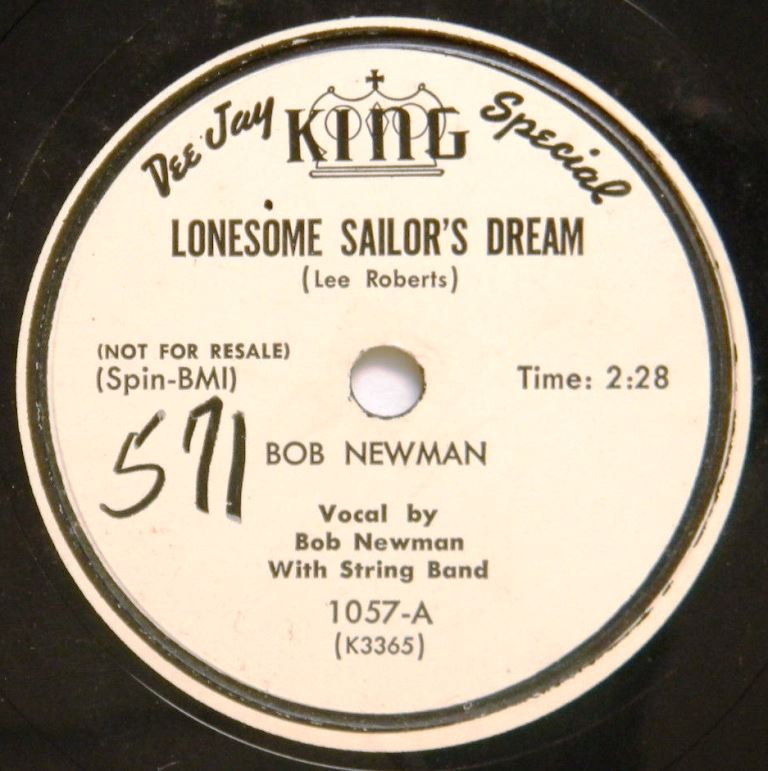 Dee Jay KING Special
LONESOME SAILOR'S DREAM
(Lee Roberts)
(NOT FOR RESALE)
(Spin-BMI)
Time: 2:28
571
BOB NEWMAN
Vocal by
Bob Newman
With String Band
1057-A
(K3365)